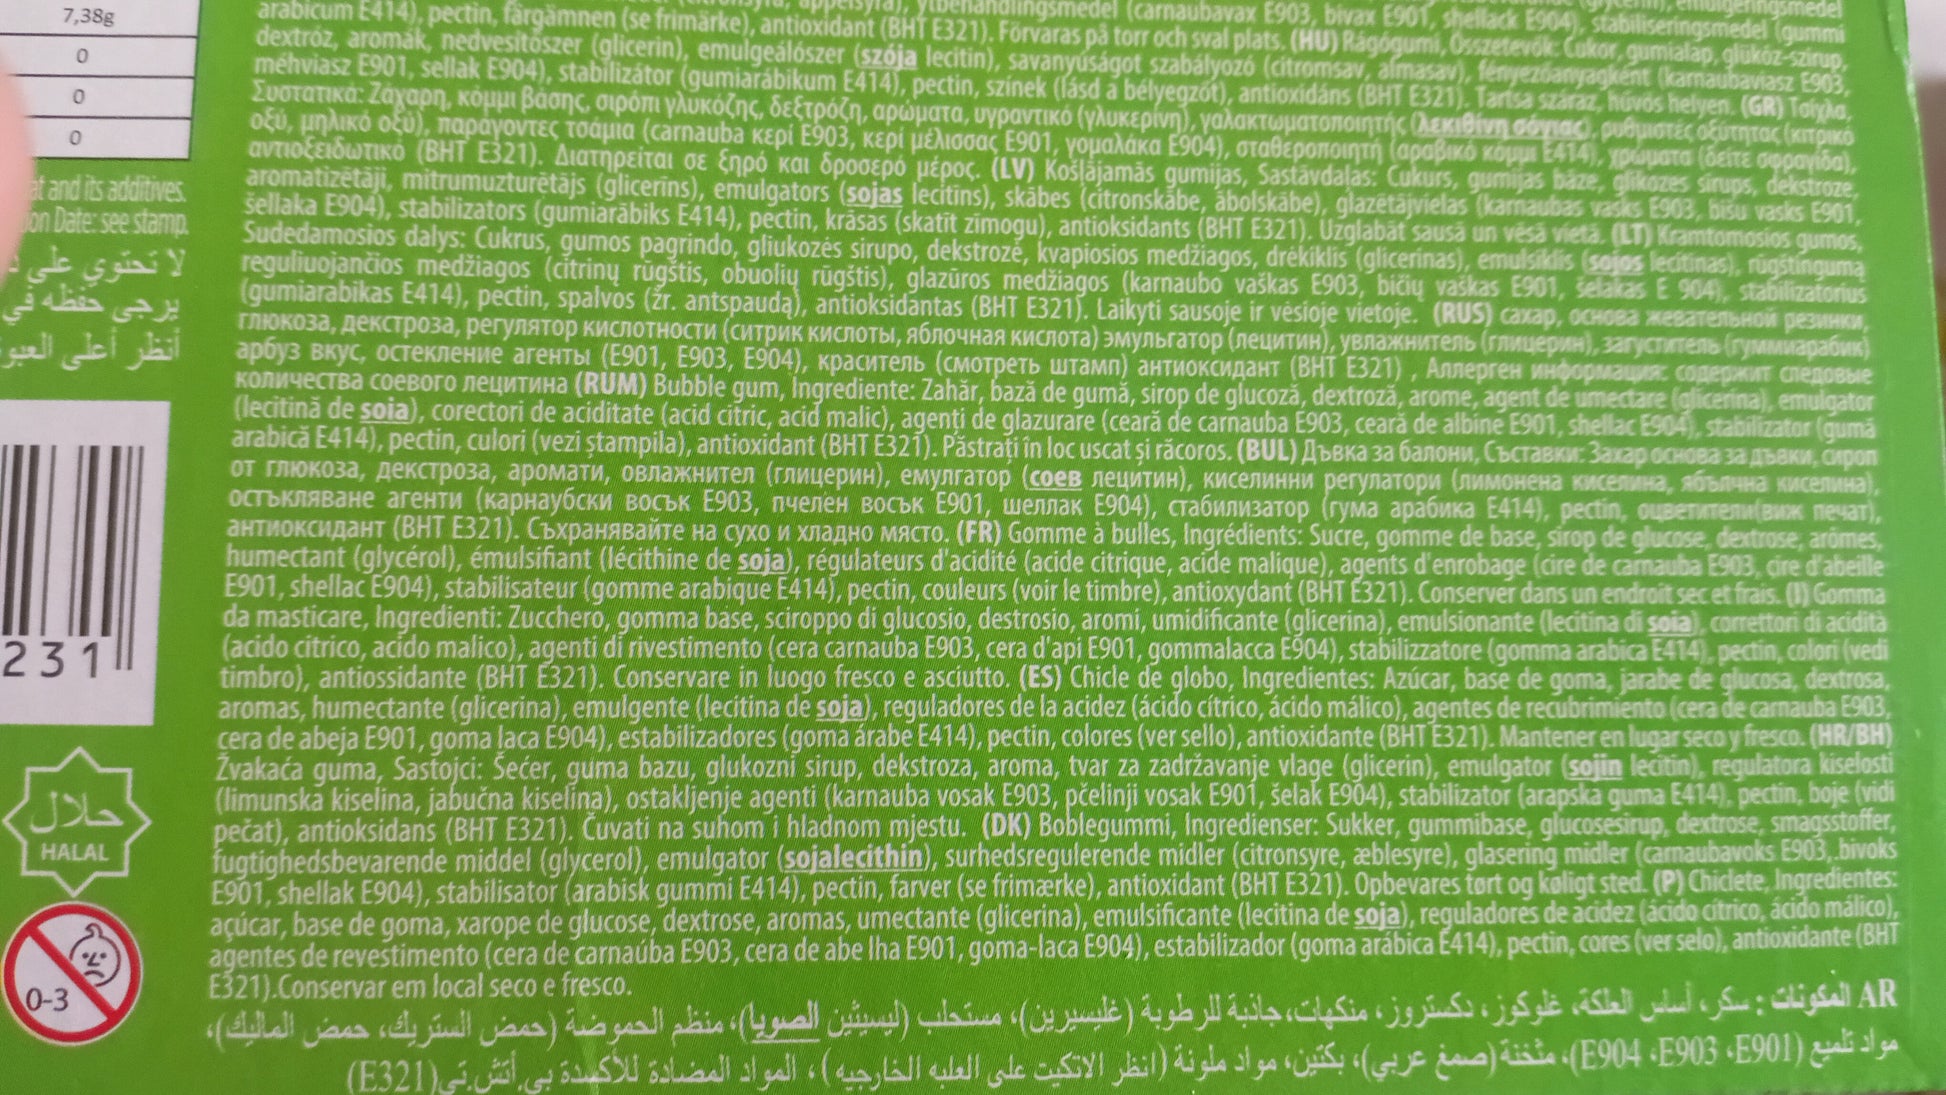 7,38g
0
0
0
at and its additives.
on Date: see stamp.
لا تحتوي على
يرجى حفظه في
أنظر أعلى العبو
231
حلال
HALAL
0-3
arabicum E414), pectin, färgämnen (se frimärke), antioxidant (BHT E321). Förvaras på torr och sval plats. (HU) Rágógumi, Összetevők: Cukor, gumialap, glükóz-szirup,
dextróz, aromák, nedvesítőszer (glicerin), emulgeálószer (szója lecitin), savanyúságot szabályozó (citromsav, almasav), fényezőanyagként (karnaubaviasz E903,
méhviasz E901, sellak E904), stabilizátor (gumiarábikum E414), pectin, színek (lásd a bélyegzőt), antioxidáns (BHT E321). Tartsa száraz, hűvös helyen. (GR) Τσίχλα,
Συστατικά: Ζάχαρη, κόμμι βάσης, σιρόπι γλυκόζης, δεξτρόζη, αρώματα, υγραντικό (γλυκερίνη), γαλακτωματοποιητής (λεκιθίνη σόγιας), ρυθμιστές οξύτητας (κιτρικό
οξύ, μηλικό οξύ), παράγοντες τσάμια (carnauba κερί E903, κερί μέλισσας E901, γομαλάκα E904), σταθεροποιητή (αραβικό κόμμι E414), χρώματα (δείτε σφραγίδα),
αντιοξειδωτικό (BHT E321). Διατηρείται σε ξηρό και δροσερό μέρος. (LV) Košļājamās gumijas, Sastāvdaļas: Cukurs, gumijas bāze, glikozes sīrups, dekstroze,
aromatizētāji, mitrumuzturētājs (glicerīns), emulgators (sojas lecitīns), skābes (citronskābe, ābolskābe), glazētājvielas (karnaubas vasks E903, bišu vasks E901,
šellaka E904), stabilizators (gumiarābiks E414), pectin, krāsas (skatīt zīmogu), antioksidants (BHT E321). Uzglabāt sausā un vēsā vietā. (LT) Kramtomosios gumos,
Sudedamosios dalys: Cukrus, gumos pagrindo, gliukozės sirupo, dekstrozė, kvapiosios medžiagos, drėkiklis (glicerinas), emulsiklis (sojos lecitinas), rūgštingumą
reguliuojančios medžiagos (citrinų rūgštis, obuolių rūgštis), glazūros medžiagos (karnaubo vaškas E903, bičių vaškas E901, šelakas E 904), stabilizatorius
(gumiarabikas E414), pectin, spalvos (žr. antspaudą), antioksidantas (BHT E321). Laikyti sausoje ir vėsioje vietoje. (RUS) сахар, основа жевательной резинки,
глюкоза, декстроза, регулятор кислотности (ситрик кислоты, яблочная кислота) эмульгатор (лецитин), увлажнитель (глицерин), загуститель (гуммиарабик)
арбуз вкус, остекление агенты (E901, E903, E904), краситель (смотреть штамп) антиоксидант (BHT E321) , Аллерген информация: содержит следовые
количества соевого лецитина (RUM) Bubble gum, Ingrediente: Zahăr, bază de gumă, sirop de glucoză, dextroză, arome, agent de umectare (glicerina), emulgator
(lecitină de soia), corectori de aciditate (acid citric, acid malic), agenți de glazurare (ceară de carnauba E903, ceară de albine E901, shellac E904), stabilizator (gumă
arabică E414), pectin, culori (vezi ștampila), antioxidant (BHT E321). Păstrați în loc uscat și răcoros. (BUL) Дъвка за балони, Съставки: Захар основа за дъвки, сироп
от глюкоза, декстроза, аромати, овлажнител (глицерин), емулгатор (соев лецитин), киселинни регулатори (лимонена киселина, ябълчна киселина),
остъкляване агенти (карнаубски восък E903, пчелен восък E901, шеллак E904), стабилизатор (гума арабика E414), pectin, оцветители(виж печат),
антиоксидант (BHT E321). Съхранявайте на сухо и хладно място. (FR) Gomme à bulles, Ingrédients: Sucre, gomme de base, sirop de glucose, dextrose, arômes,
humectant (glycérol), émulsifiant (lécithine de soja), régulateurs d'acidité (acide citrique, acide malique), agents d'enrobage (cire de carnauba E903, cire d'abeille
E901, shellac E904), stabilisateur (gomme arabique E414), pectin, couleurs (voir le timbre), antioxydant (BHT E321). Conserver dans un endroit sec et frais. (I) Gomma
da masticare, Ingredienti: Zucchero, gomma base, sciroppo di glucosio, destrosio, aromi, umidificante (glicerina), emulsionante (lecitina di soia), correttori di acidità
(acido citrico, acido malico), agenti di rivestimento (cera carnauba E903, cera d'api E901, gommalacca E904), stabilizzatore (gomma arabica E414), pectin, colori (vedi
timbro), antiossidante (BHT E321). Conservare in luogo fresco e asciutto. (ES) Chicle de globo, Ingredientes: Azúcar, base de goma, jarabe de glucosa, dextrosa,
aromas, humectante (glicerina), emulgente (lecitina de soja), reguladores de la acidez (ácido cítrico, ácido málico), agentes de recubrimiento (cera de carnauba E903,
cera de abeja E901, goma laca E904), estabilizadores (goma árabe E414), pectin, colores (ver sello), antioxidante (BHT E321). Mantener en lugar seco y fresco. (HR/BH)
Žvakaća guma, Sastojci: Šećer, guma bazu, glukozni sirup, dekstroza, aroma, tvar za zadržavanje vlage (glicerin), emulgator (sojin lecitin), regulatora kiselosti
(limunska kiselina, jabučna kiselina), ostakljenje agenti (karnauba vosak E903, pčelinji vosak E901, šelak E904), stabilizator (arapska guma E414), pectin, boje (vidi
pečat), antioksidans (BHT E321). Čuvati na suhom i hladnom mjestu. (DK) Boblegummi, Ingredienser: Sukker, gummibase, glucosesirup, dextrose, smagsstoffer,
fugtighedsbevarende middel (glycerol), emulgator (sojalecithin), surhedsregulerende midler (citronsyre, æblesyre), glasering midler (carnaubavoks E903, bivoks
E901, shellak E904), stabilisator (arabisk gummi E414), pectin, farver (se frimærke), antioxidant (BHT E321). Opbevares tørt og køligt sted. (P) Chiclete, Ingredientes:
açúcar, base de goma, xarope de glucose, dextrose, aromas, umectante (glicerina), emulsificante (lecitina de soja), reguladores de acidez (ácido cítrico, ácido málico),
agentes de revestimento (cera de carnaúba E903, cera de abe lha E901, goma-laca E904), estabilizador (goma arábica E414), pectin, cores (ver selo), antioxidante (BHT
E321).Conservar em local seco e fresco.
AR المكونات : سكر، أساس العلكة، غلوكوز، دكستروز، منكهات، جاذبة للرطوبة (غليسيرين)، مستحلب (ليسيثين الصويا)، منظم الحموضة (حمض الستريك، حمض الماليك)،
مواد تلميع (E901، E903، E904)، مثخنة (صمغ عربي)، بكتين، مواد ملونة (انظر الاتكيت على العلبه الخارجيه)، المواد المضادة للأكسدة بي.أتش.تي(E321)